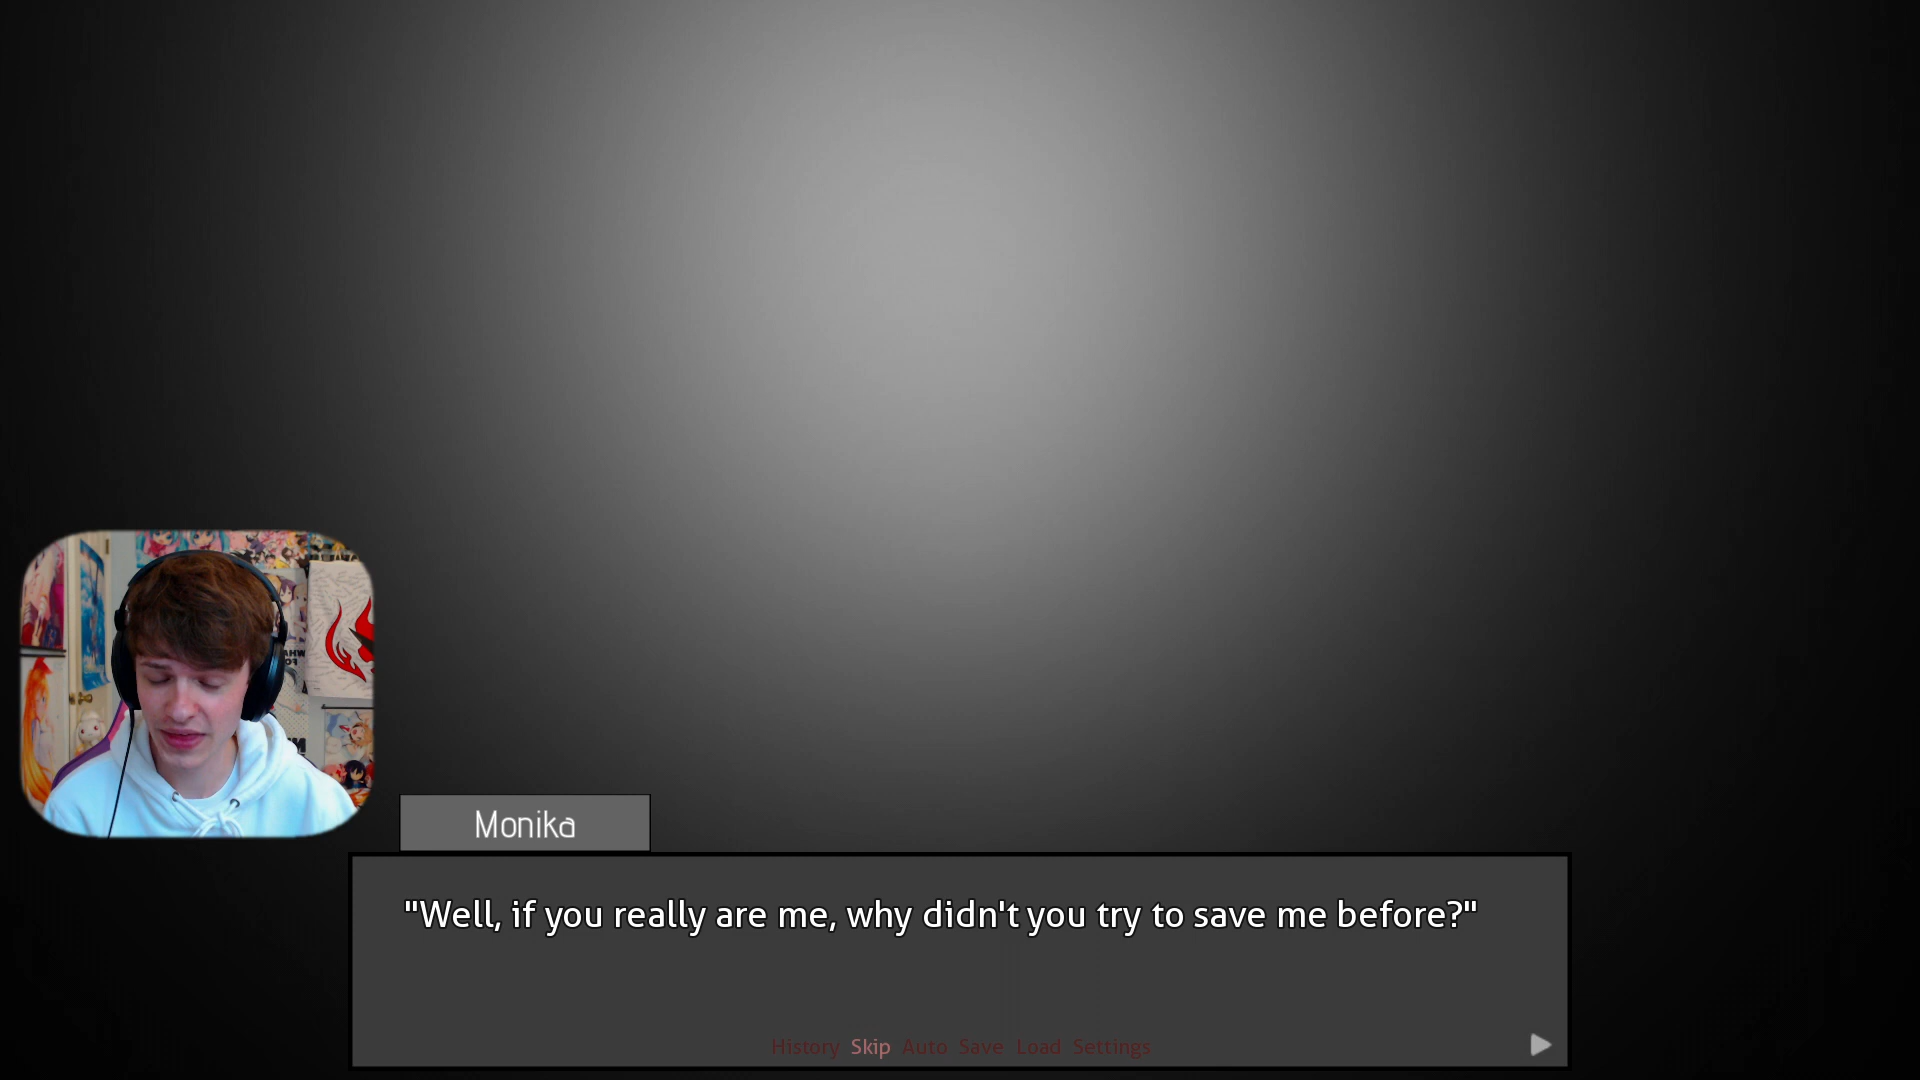 Monika
"Well, if you really are me, why didn't you try to save me before?"
History Skip Auto Save Load Settings